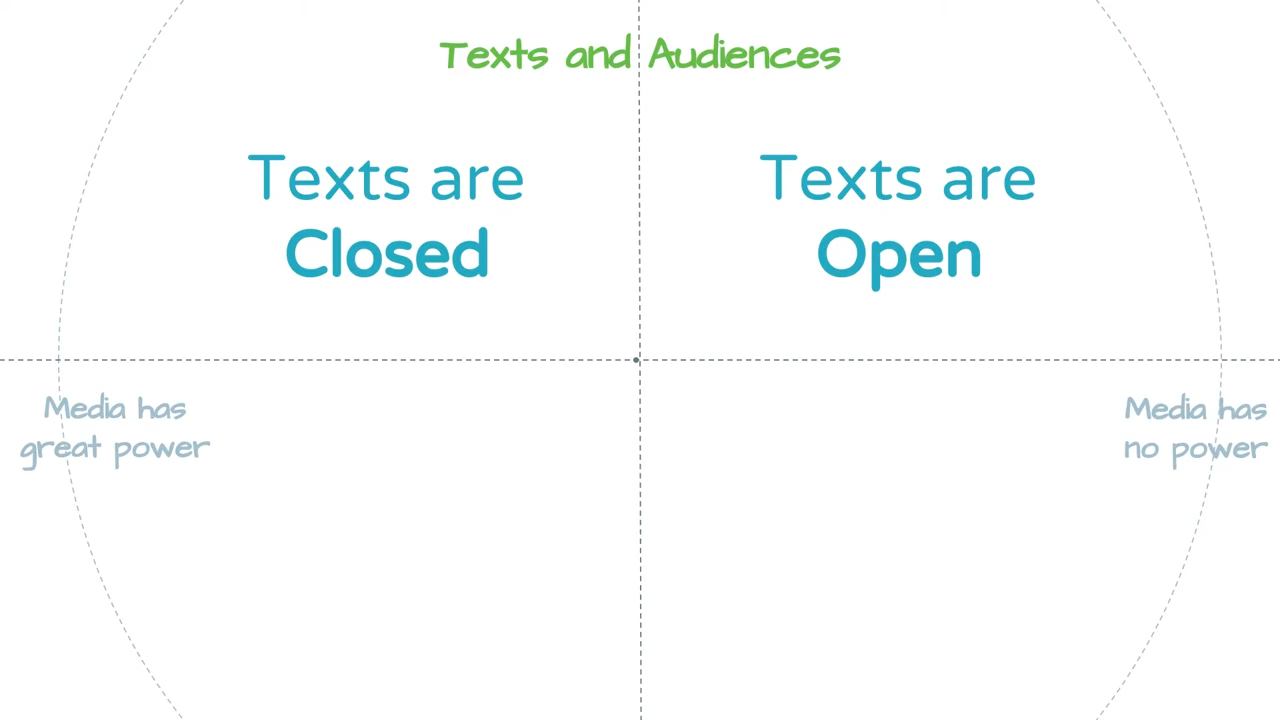 Texts and Audiences
Texts are
Closed
Texts are
Open
Media has
great power
Media has
no power